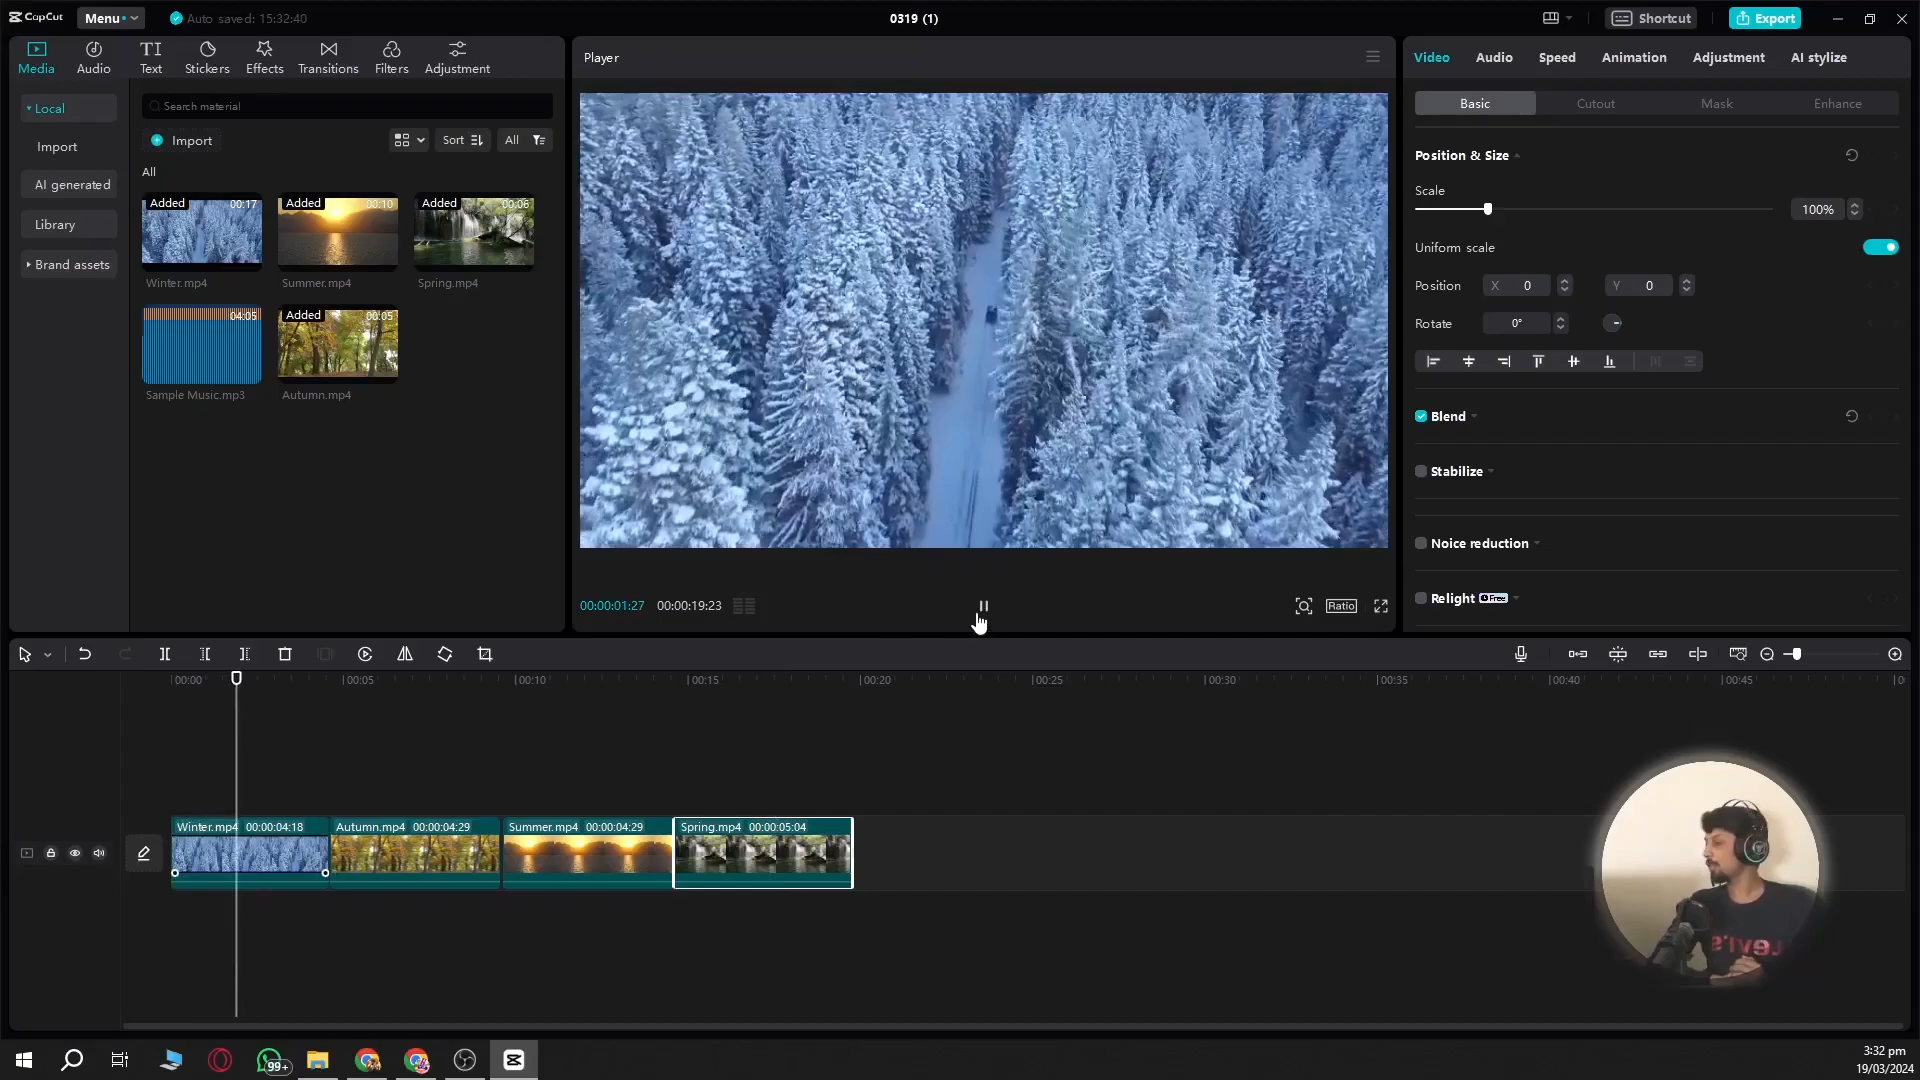 CapCut
Menu
Auto saved: 15:32:40
0319 (1)
Shortcut
Export
Media
Audio
Text
Stickers
Effects
Transitions
Filters
Adjustment
Local
Import
AI generated
Library
Brand assets
Search material
Import
Sort
All
All
Added
00:17
Added
00:10
Added
00:06
Winter.mp4
Summer.mp4
Spring.mp4
04:05
Added
00:05
Sample Music.mp3
Autumn.mp4
Player
00:00:01:27
00:00:19:23
Ratio
Video
Audio
Speed
Animation
Adjustment
AI stylize
Basic
Cutout
Mask
Enhance
Position & Size
Scale
100%
Uniform scale
Position
X 0
Y 0
Rotate
0°
Blend
Stabilize
Noice reduction
Relight
Free
00:00
00:05
00:10
00:15
00:20
00:25
00:30
00:35
00:40
00:45
Winter.mp4 00:00:04:18
Autumn.mp4 00:00:04:29
Summer.mp4 00:00:04:29
Spring.mp4 00:00:05:04
99+
3:32 pm
19/03/2024